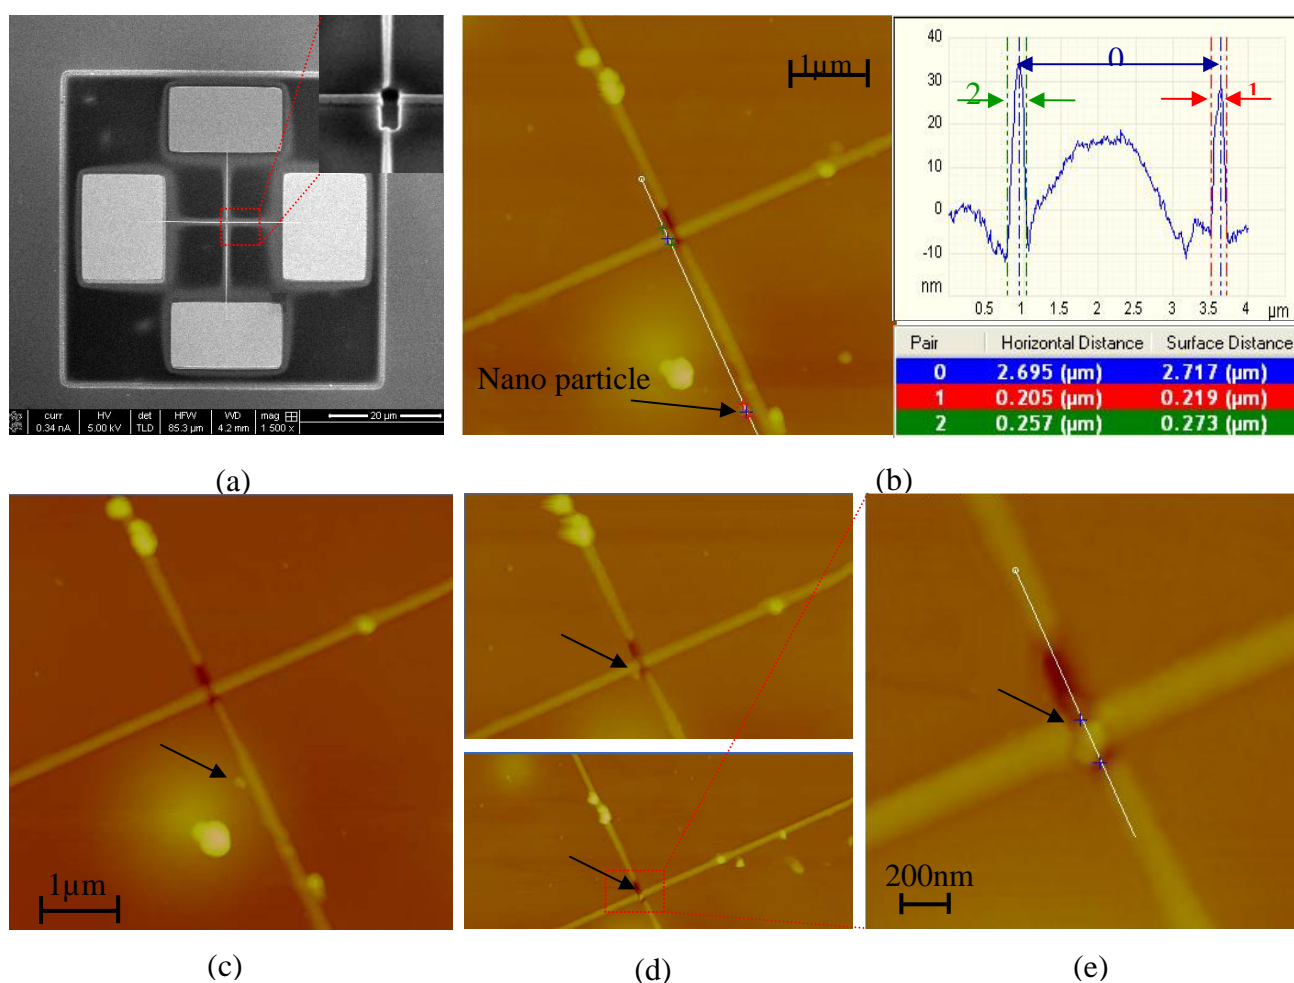 curr HV det HFW WD mag 20 µm
0.34 nA 5.00 kV TLD 85.3 µm 4.2 mm 1 500 x
(a)
1µm
Nano particle
40
30
20
10
0
-10
nm
0.5 1 1.5 2 2.5 3 3.5 4 µm
0
2
1
Pair Horizontal Distance Surface Distance
0 2.695 (µm) 2.717 (µm)
1 0.205 (µm) 0.219 (µm)
2 0.257 (µm) 0.273 (µm)
(b)
1µm
(c)
(d)
200nm
(e)